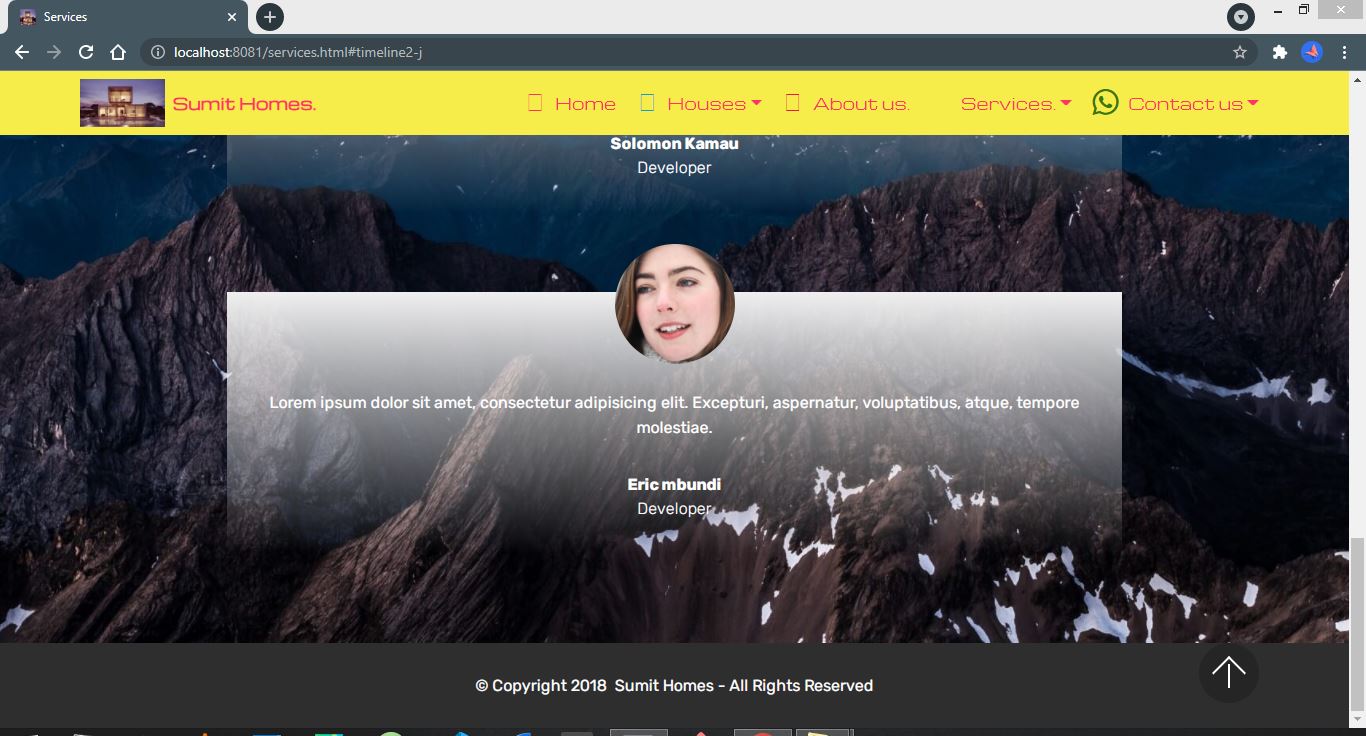 Services
localhost:8081/services.html#timeline2-j
Sumit Homes.
Home
Houses
About us.
Services.
Contact us
Solomon Kamau
Developer
Lorem ipsum dolor sit amet, consectetur adipisicing elit. Excepturi, aspernatur, voluptatibus, atque, tempore
molestiae.
Eric mbundi
Developer
© Copyright 2018  Sumit Homes - All Rights Reserved